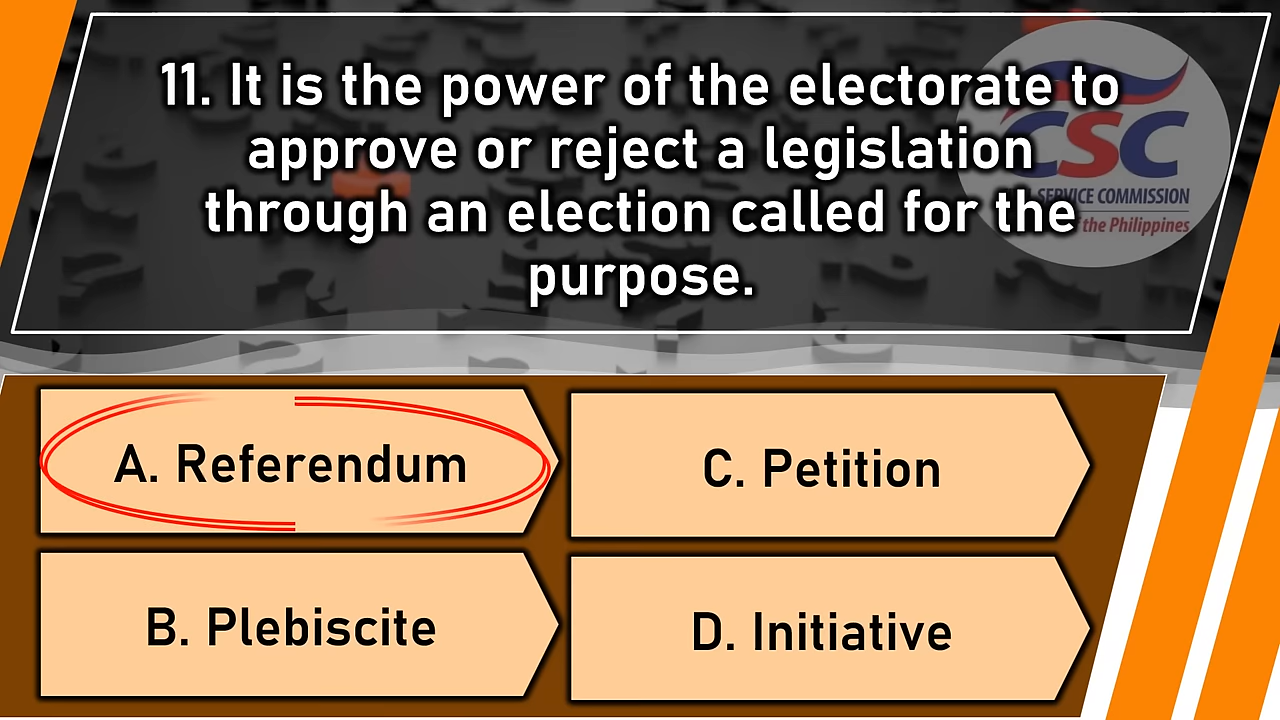 11. It is the power of the electorate to
approve or reject a legislation
through an election called for the
purpose.
CSC
SERVICE COMMISSION
the Philippines
A. Referendum
C. Petition
B. Plebiscite
D. Initiative